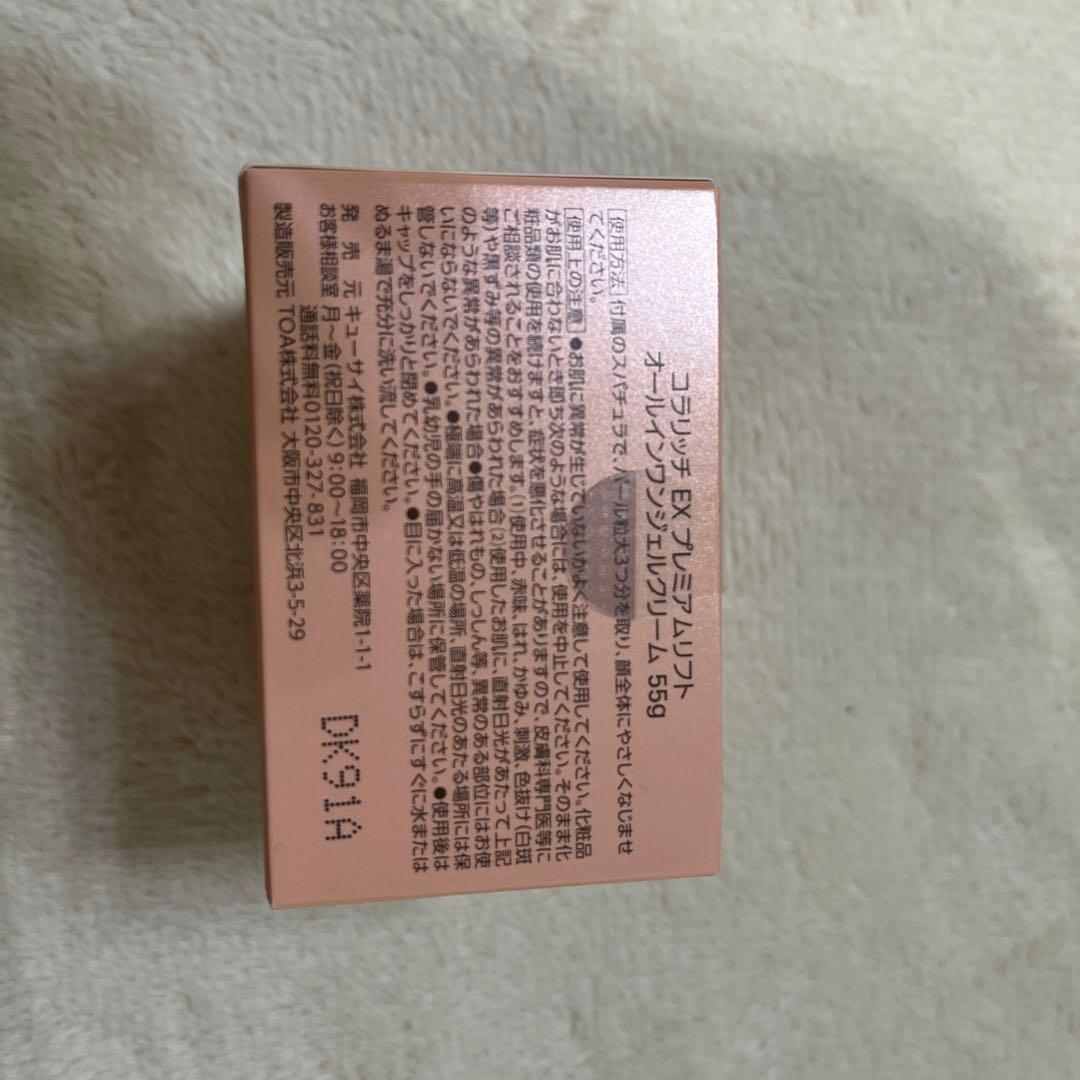 コラリッチ EX プレミアムリフト
オールインワンジェルクリーム 55g
使用方法 付属のスパチュラで、パール粒大3つ分を取り、顔全体にやさしくなじませ
てください。
使用上の注意 ●お肌に異常が生じていないかよく注意して使用してください。化粧品
がお肌に合わないとき即ち次のような場合には、使用を中止してください。そのまま化
粧品類の使用を続けますと、症状を悪化させることがありますので、皮膚科専門医等に
ご相談されることをおすすめします。(1)使用中、赤味、はれ、かゆみ、刺激、色抜け(白斑
等)や黒ずみ等の異常があらわれた場合(2)使用したお肌に、直射日光があたって上記
のような異常があらわれた場合●傷やはれもの、しっしん等、異常のある部位にはお使
いにならないでください。●極端に高温又は低温の場所、直射日光のあたる場所には保
管しないでください。●乳幼児の手の届かない場所に保管してください。●使用後は
キャップをしっかりと閉めてください。●目に入った場合は、こすらずにすぐに水または
ぬるま湯で充分に洗い流してください。
発売元 キューサイ株式会社 福岡市中央区薬院1-1-1
お客様相談室 月～金(祝日除く)9:00～18:00
通話料無料0120-327-831
製造販売元 TOA株式会社 大阪市中央区北浜3-5-29
DK91A